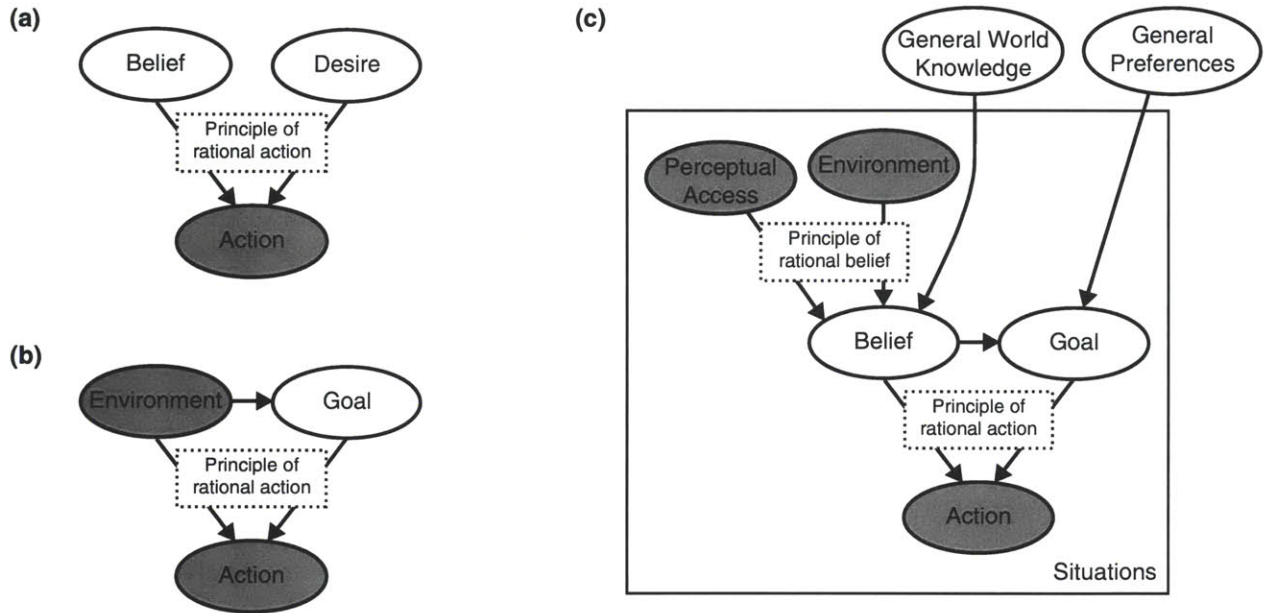 (a)
Belief
Desire
Principle of
rational action
Action
(b)
Environment
Goal
Principle of
rational action
Action
(c)
General World
Knowledge
General
Preferences
Perceptual
Access
Environment
Principle of
rational belief
Belief
Goal
Principle of
rational action
Action
Situations